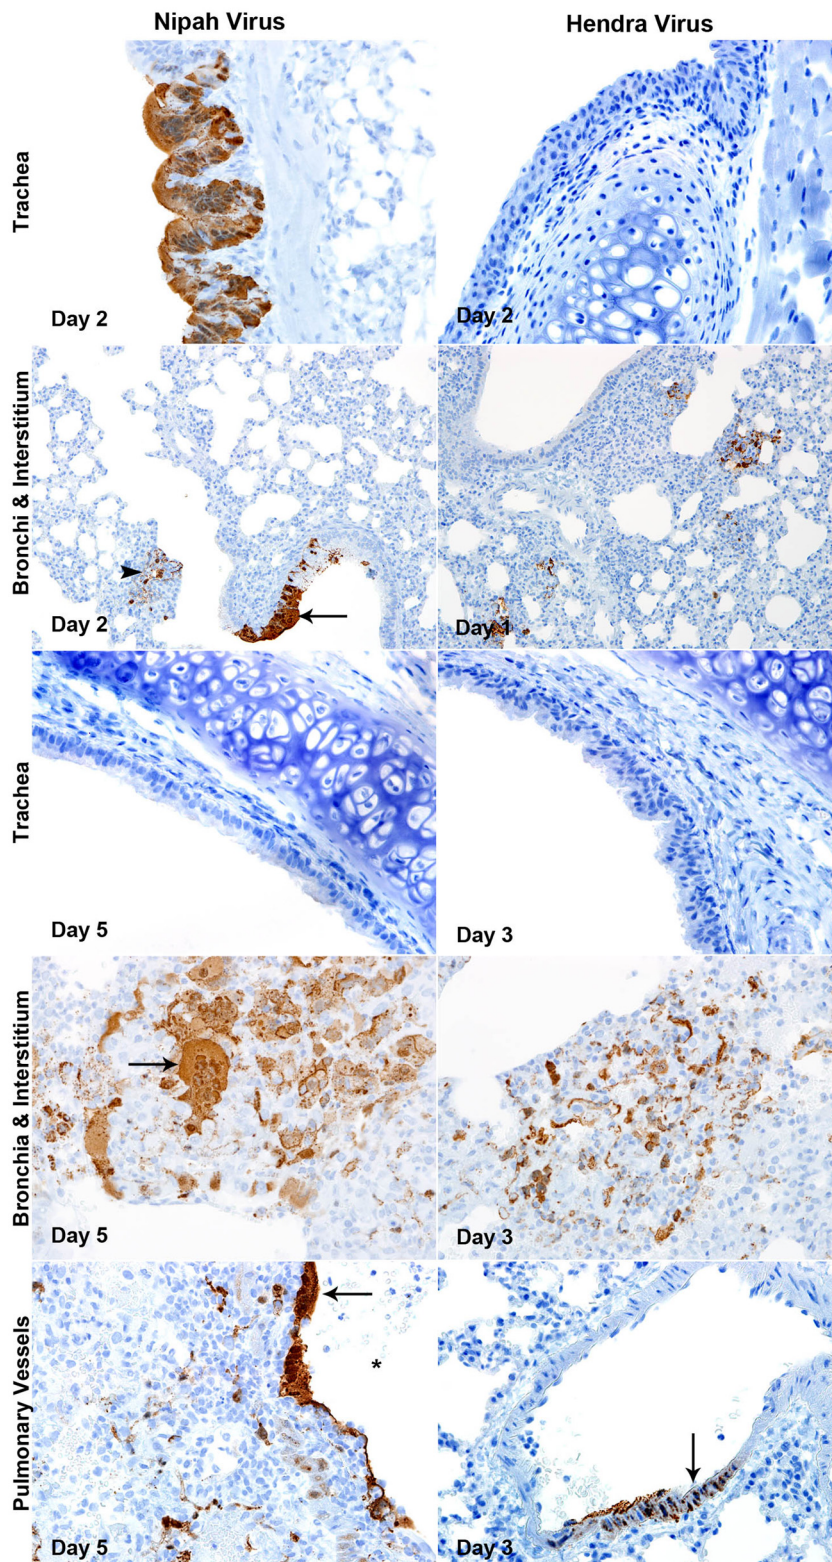 Nipah Virus
Hendra Virus
Trachea
Day 2
Day 2
Bronchi & Interstitium
Day 2
Day 1
Trachea
Day 5
Day 3
Bronchia & Interstitium
Day 5
Day 3
Pulmonary Vessels
*
Day 5
Day 3